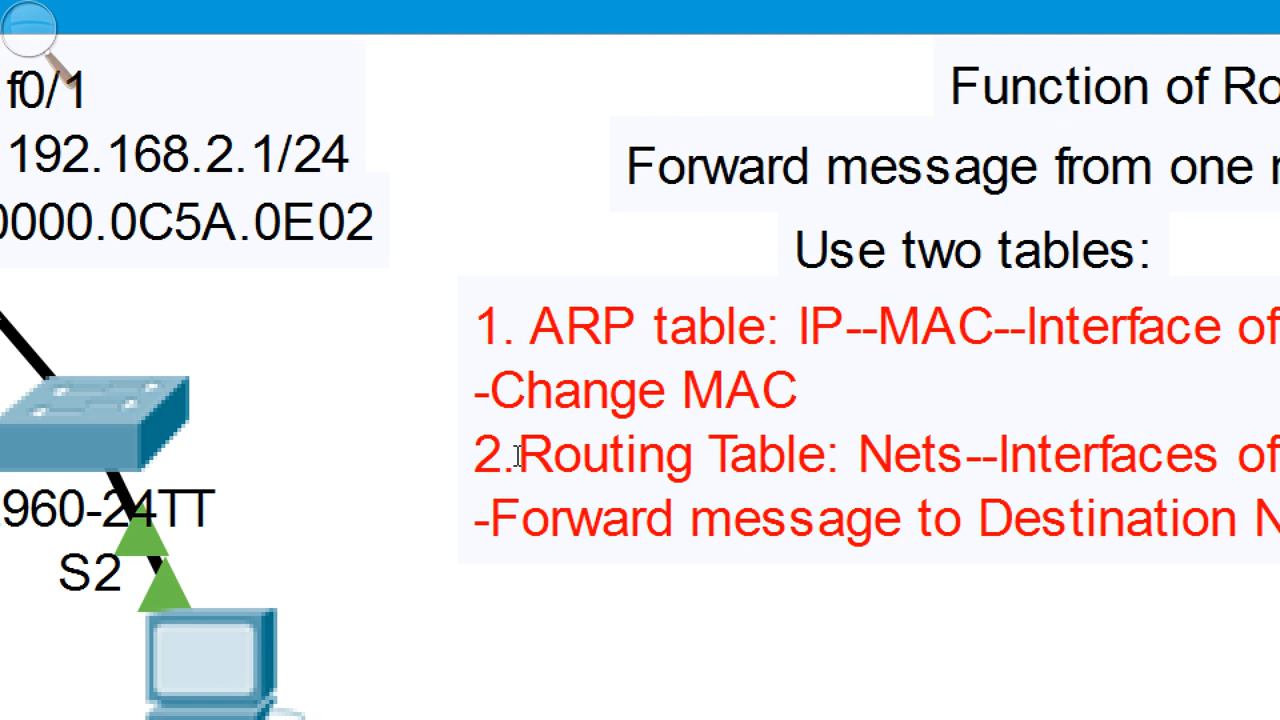 f0/1
192.168.2.1/24
0000.0C5A.0E02
960-24TT
S2
Function of Ro
Forward message from one
Use two tables:
1. ARP table: IP--MAC--Interface of
-Change MAC
2.Routing Table: Nets--Interfaces of
-Forward message to Destination N